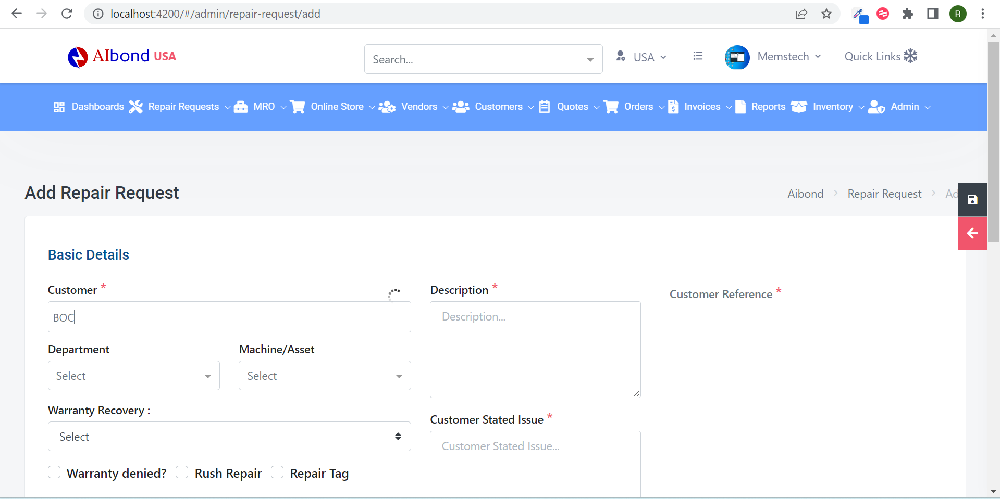 localhost:4200/#/admin/repair-request/add
R
AIbond USA
Search...
USA
Memstech
Quick Links
Dashboards Repair Requests MRO Online Store Vendors Customers Quotes Orders Invoices Reports Inventory Admin
Add Repair Request
Aibond > Repair Request > Ad
Basic Details
Customer *
BOC
Description *
Description...
Customer Reference *
Department
Select
Machine/Asset
Select
Warranty Recovery :
Select
Customer Stated Issue *
Customer Stated Issue...
Warranty denied? Rush Repair Repair Tag